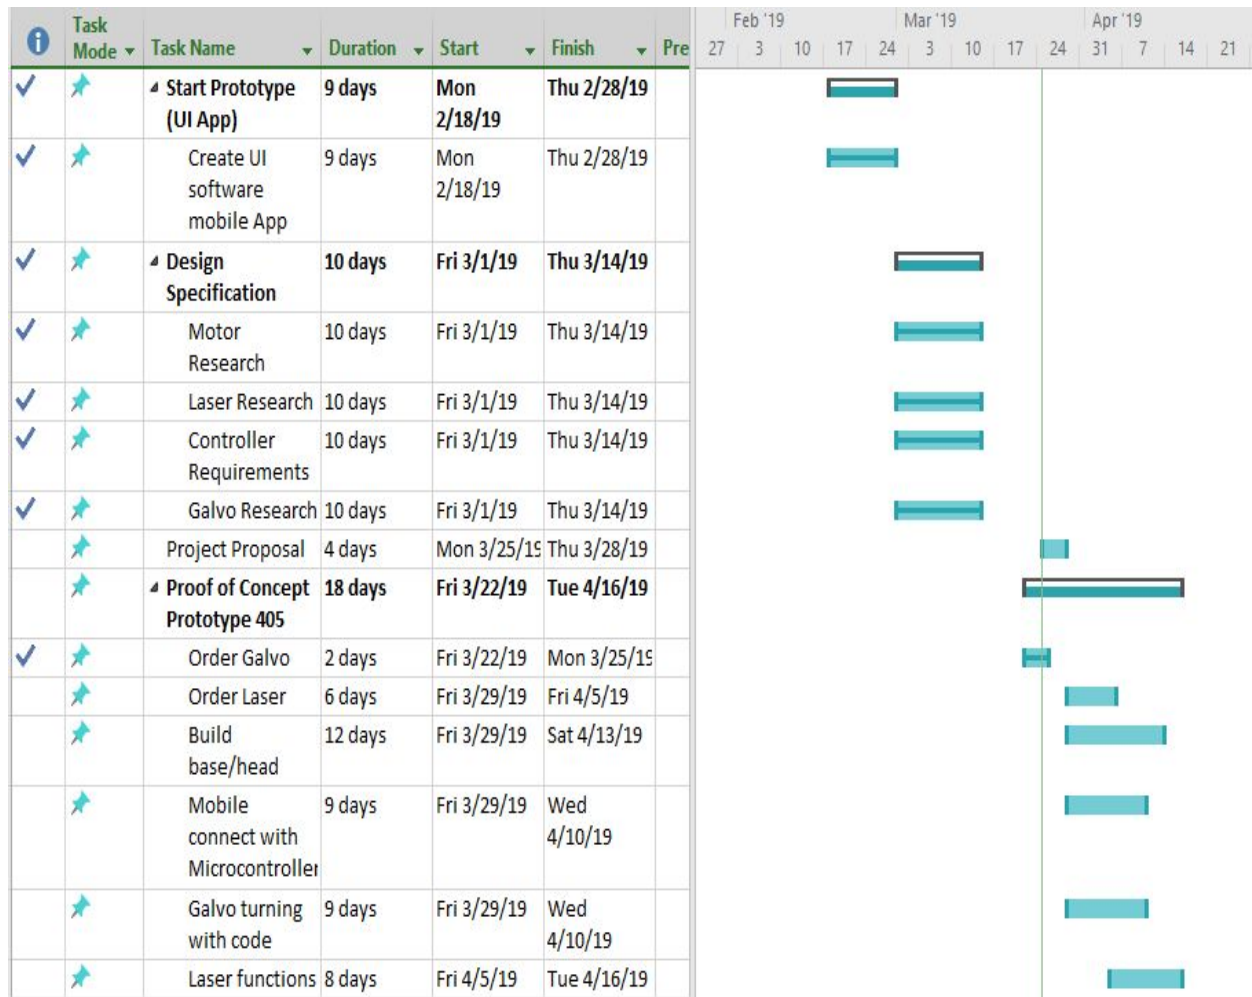 Task
Mode
Task Name
Duration
Start
Finish
Pre
Feb '19
Mar '19
Apr '19
27 3 10 17 24 3 10 17 24 31 7 14 21
Start Prototype 9 days Mon Thu 2/28/19
(UI App) 2/18/19
Create UI 9 days Mon Thu 2/28/19
software 2/18/19
mobile App
Design 10 days Fri 3/1/19 Thu 3/14/19
Specification
Motor 10 days Fri 3/1/19 Thu 3/14/19
Research
Laser Research 10 days Fri 3/1/19 Thu 3/14/19
Controller 10 days Fri 3/1/19 Thu 3/14/19
Requirements
Galvo Research 10 days Fri 3/1/19 Thu 3/14/19
Project Proposal 4 days Mon 3/25/19 Thu 3/28/19
Proof of Concept 18 days Fri 3/22/19 Tue 4/16/19
Prototype 405
Order Galvo 2 days Fri 3/22/19 Mon 3/25/19
Order Laser 6 days Fri 3/29/19 Fri 4/5/19
Build 12 days Fri 3/29/19 Sat 4/13/19
base/head
Mobile 9 days Fri 3/29/19 Wed
connect with 4/10/19
Microcontroller
Galvo turning 9 days Fri 3/29/19 Wed
with code 4/10/19
Laser functions 8 days Fri 4/5/19 Tue 4/16/19